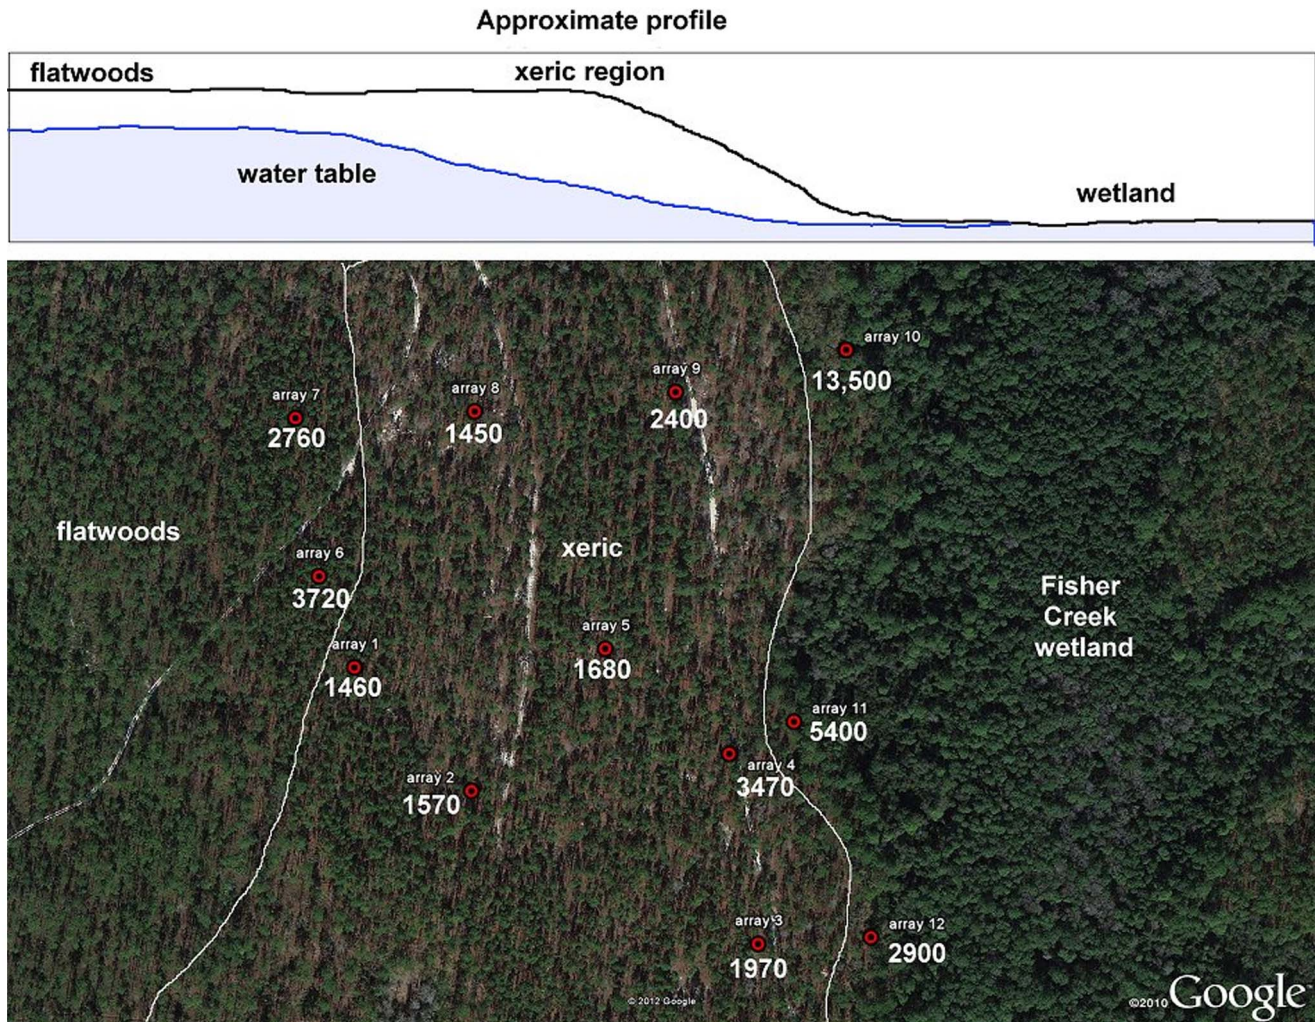 Approximate profile
flatwoods
xeric region
water table
wetland
array 10
13,500
array 9
2400
array 8
1450
array 7
2760
flatwoods
xeric
array 6
3720
Fisher
Creek
wetland
array 5
1680
array 1
1460
array 11
5400
array 4
3470
array 2
1570
array 3
1970
array 12
2900
© 2012 Google
©2010 Google